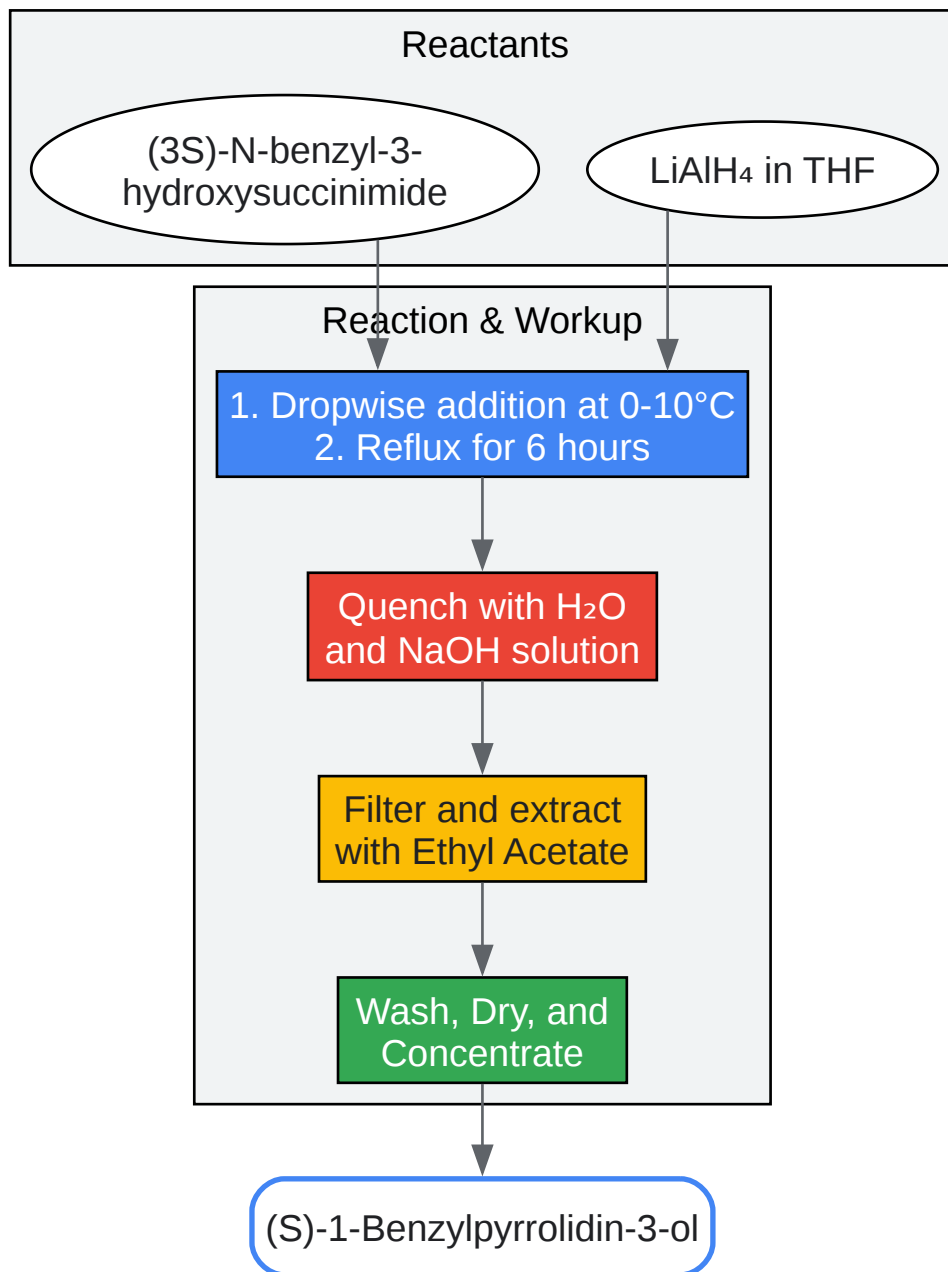 Reactants
(3S)-N-benzyl-3-
hydroxysuccinimide
LiAlH₄ in THF
Reaction & Workup
1. Dropwise addition at 0-10°C
2. Reflux for 6 hours
Quench with H₂O
and NaOH solution
Filter and extract
with Ethyl Acetate
Wash, Dry, and
Concentrate
(S)-1-Benzylpyrrolidin-3-ol